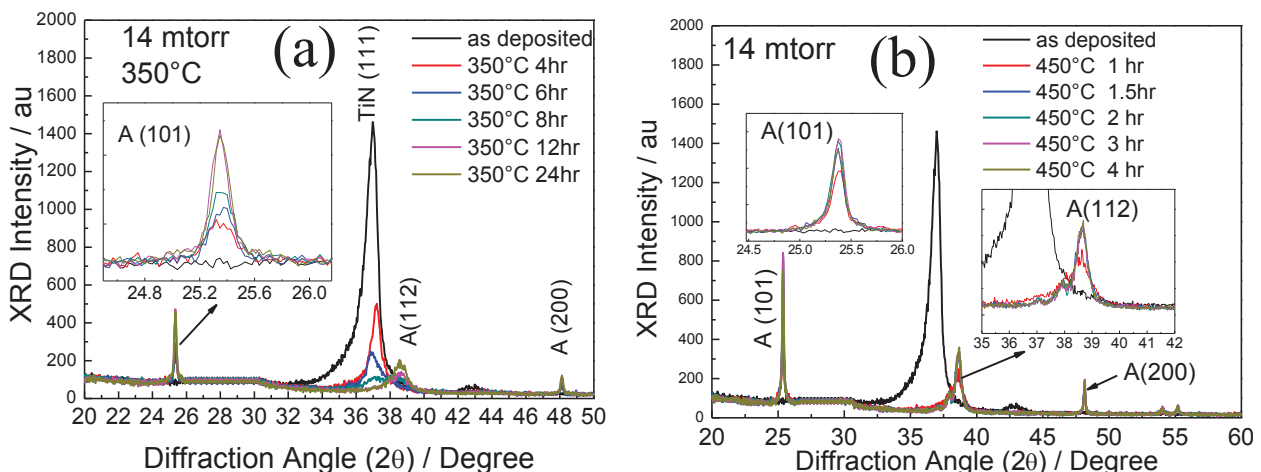 14 mtorr
350°C
(a)
as deposited
350°C 4hr
350°C 6hr
350°C 8hr
350°C 12hr
350°C 24hr
TiN (111)
A (101)
24.8 25.2 25.6 26.0
A(112)
A (200)
XRD Intensity / au
2000
1800
1600
1400
1200
1000
800
600
400
200
0
20 22 24 26 28 30 32 34 36 38 40 42 44 46 48 50
Diffraction Angle (2θ) / Degree
14 mtorr
(b)
as deposited
450°C 1 hr
450°C 1.5hr
450°C 2 hr
450°C 3 hr
450°C 4 hr
A(101)
24.5 25.0 25.5 26.0
A(112)
35 36 37 38 39 40 41 42
A (101)
A(200)
XRD Intensity / au
2000
1800
1600
1400
1200
1000
800
600
400
200
0
20 25 30 35 40 45 50 55 60
Diffraction Angle (2θ) / Degree